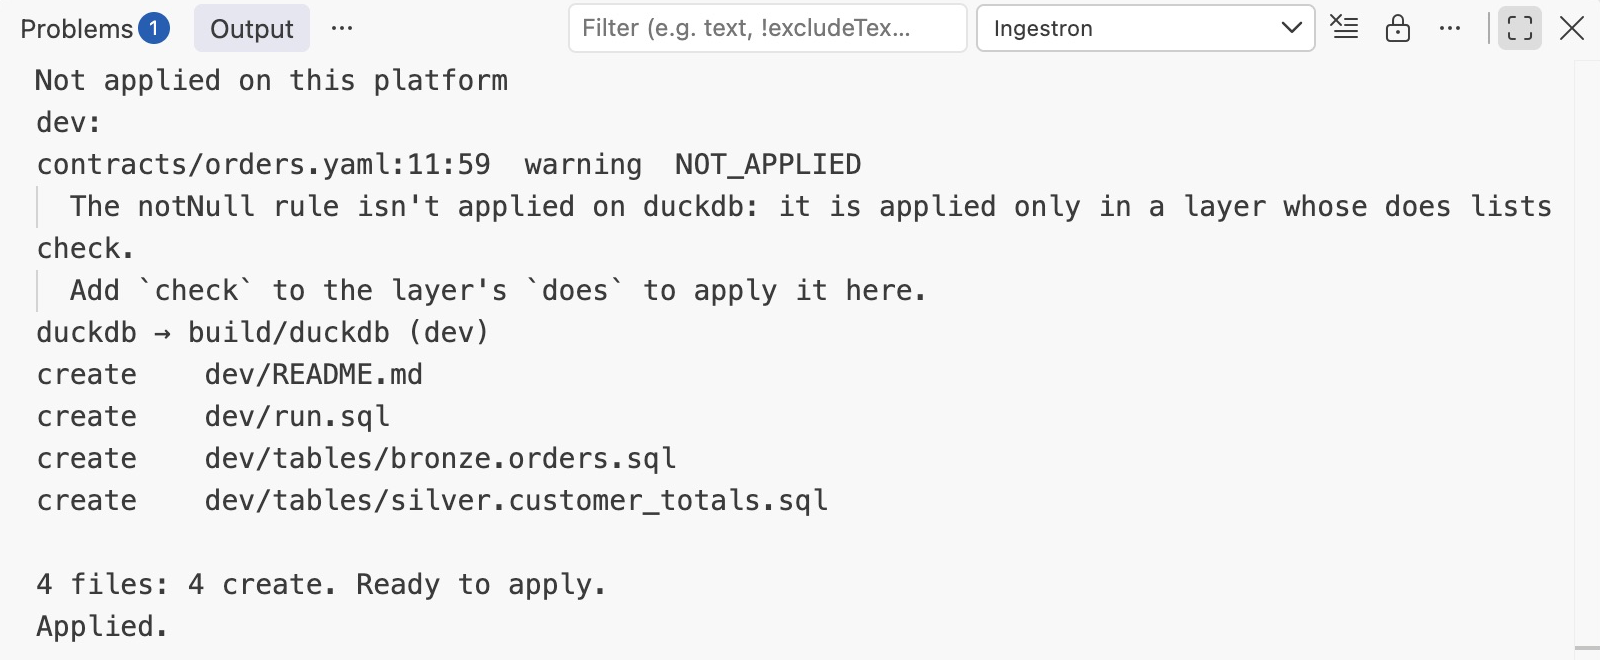 Problems 1 Output ··· Filter (e.g. text, !excludeTex... Ingestron
Not applied on this platform
dev:
contracts/orders.yaml:11:59  warning  NOT_APPLIED
  The notNull rule isn't applied on duckdb: it is applied only in a layer whose does lists
check.
  Add `check` to the layer's `does` to apply it here.
duckdb → build/duckdb (dev)
create    dev/README.md
create    dev/run.sql
create    dev/tables/bronze.orders.sql
create    dev/tables/silver.customer_totals.sql
4 files: 4 create. Ready to apply.
Applied.